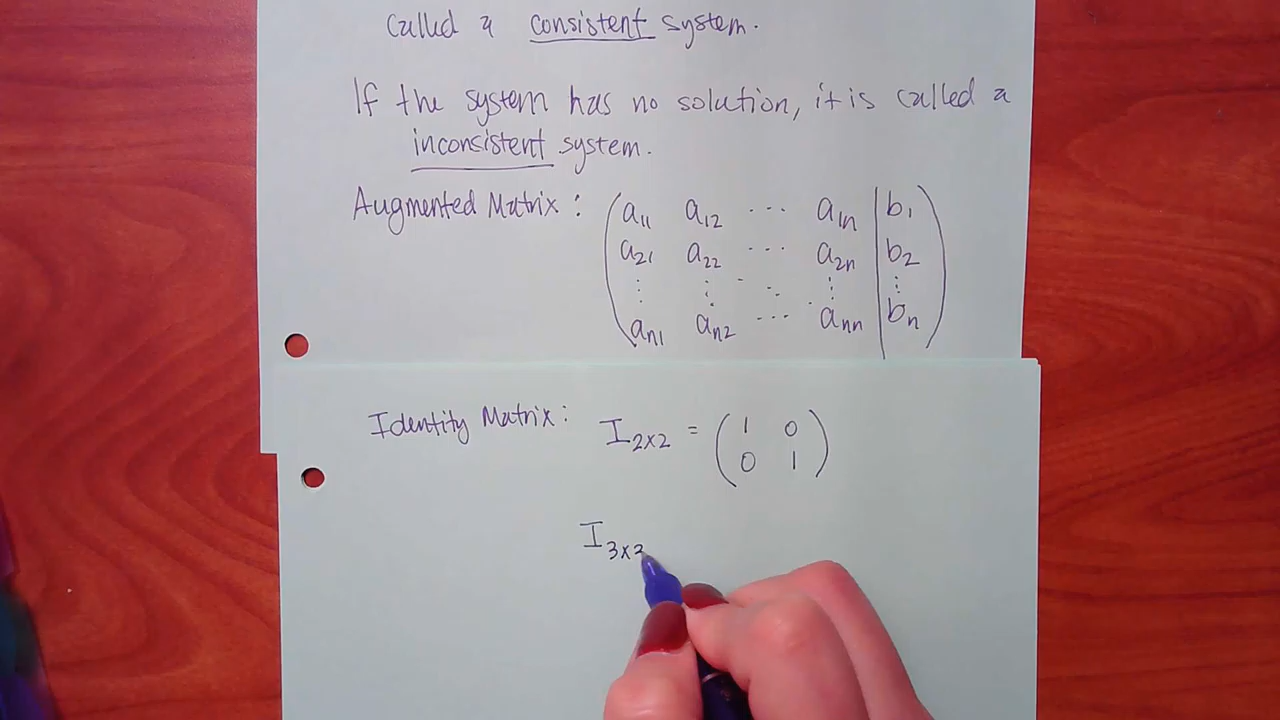 called a consistent system.
If the system has no solution, it is called a
inconsistent system.
Augmented Matrix : ( a11 a12 ... a1n | b1
a21 a22 ... a2n | b2
⋮ ⋮ ⋱ ⋮ | ⋮
an1 an2 ... ann | bn )
Identity Matrix : I2x2 = ( 1 0
0 1 )
I3x3